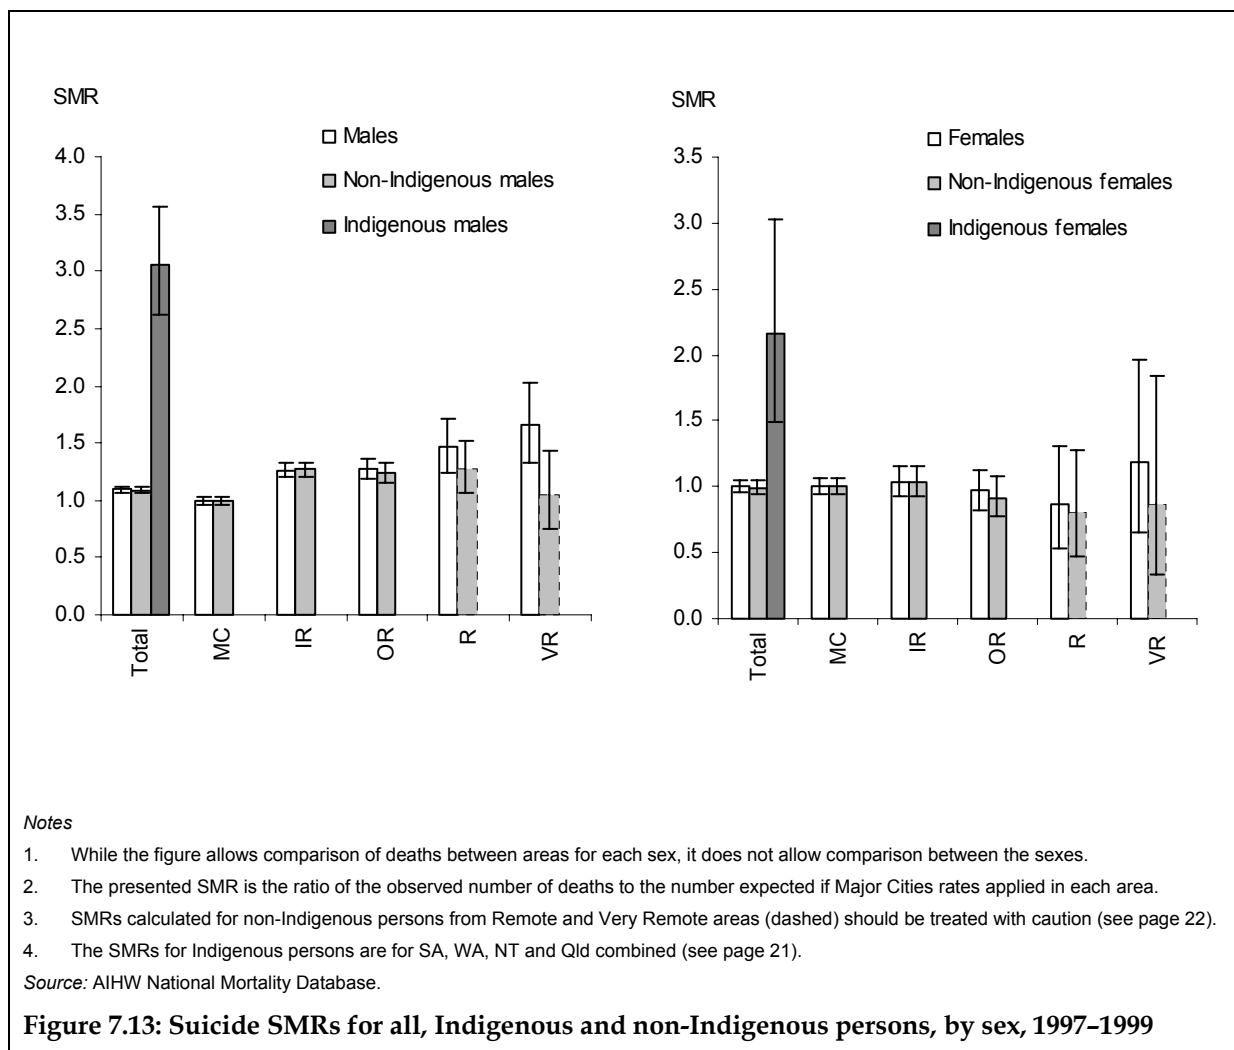 SMR
Males
Non-Indigenous males
Indigenous males
4.0
3.5
3.0
2.5
2.0
1.5
1.0
0.5
0.0
Total
MC
IR
OR
R
VR
SMR
Females
Non-Indigenous females
Indigenous females
3.5
3.0
2.5
2.0
1.5
1.0
0.5
0.0
Total
MC
IR
OR
R
VR
Notes
1. While the figure allows comparison of deaths between areas for each sex, it does not allow comparison between the sexes.
2. The presented SMR is the ratio of the observed number of deaths to the number expected if Major Cities rates applied in each area.
3. SMRs calculated for non-Indigenous persons from Remote and Very Remote areas (dashed) should be treated with caution (see page 22).
4. The SMRs for Indigenous persons are for SA, WA, NT and Qld combined (see page 21).
Source: AIHW National Mortality Database.
Figure 7.13: Suicide SMRs for all, Indigenous and non-Indigenous persons, by sex, 1997–1999